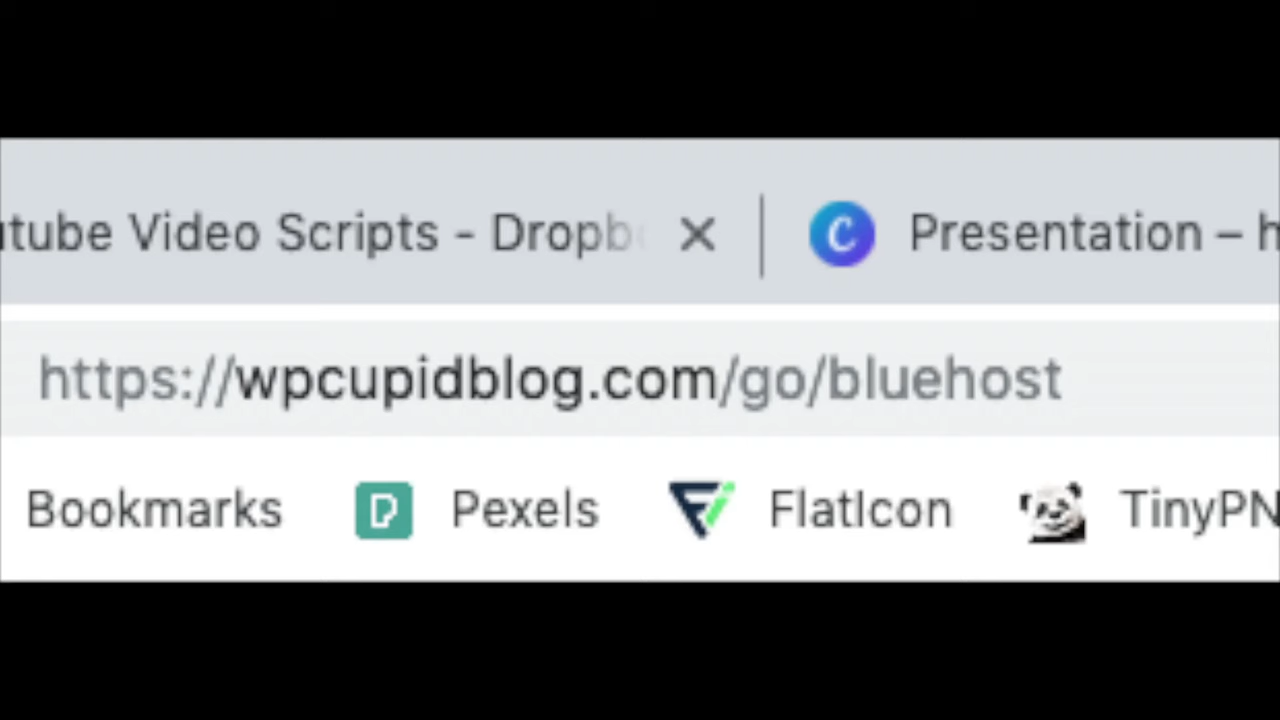 utube Video Scripts - Dropb Presentation – h
https://wpcupidblog.com/go/bluehost
Bookmarks Pexels FlatIcon TinyPN